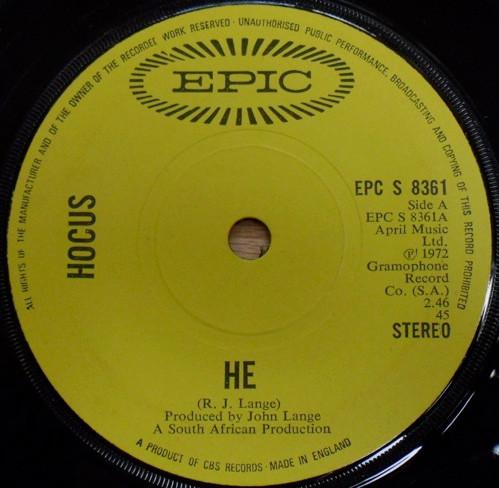 ALL RIGHTS OF THE MANUFACTURER AND OF THE OWNER OF THE RECORDED WORK RESERVED · UNAUTHORISED PUBLIC PERFORMANCE, BROADCASTING AND COPYING OF THIS RECORD PROHIBITED
EPIC
HOCUS
EPC S 8361
Side A
EPC S 8361A
April Music
Ltd.
℗ 1972
Gramophone
Record
Co. (S.A.)
2.46
45
STEREO
HE
(R. J. Lange)
Produced by John Lange
A South African Production
A PRODUCT OF CBS RECORDS · MADE IN ENGLAND